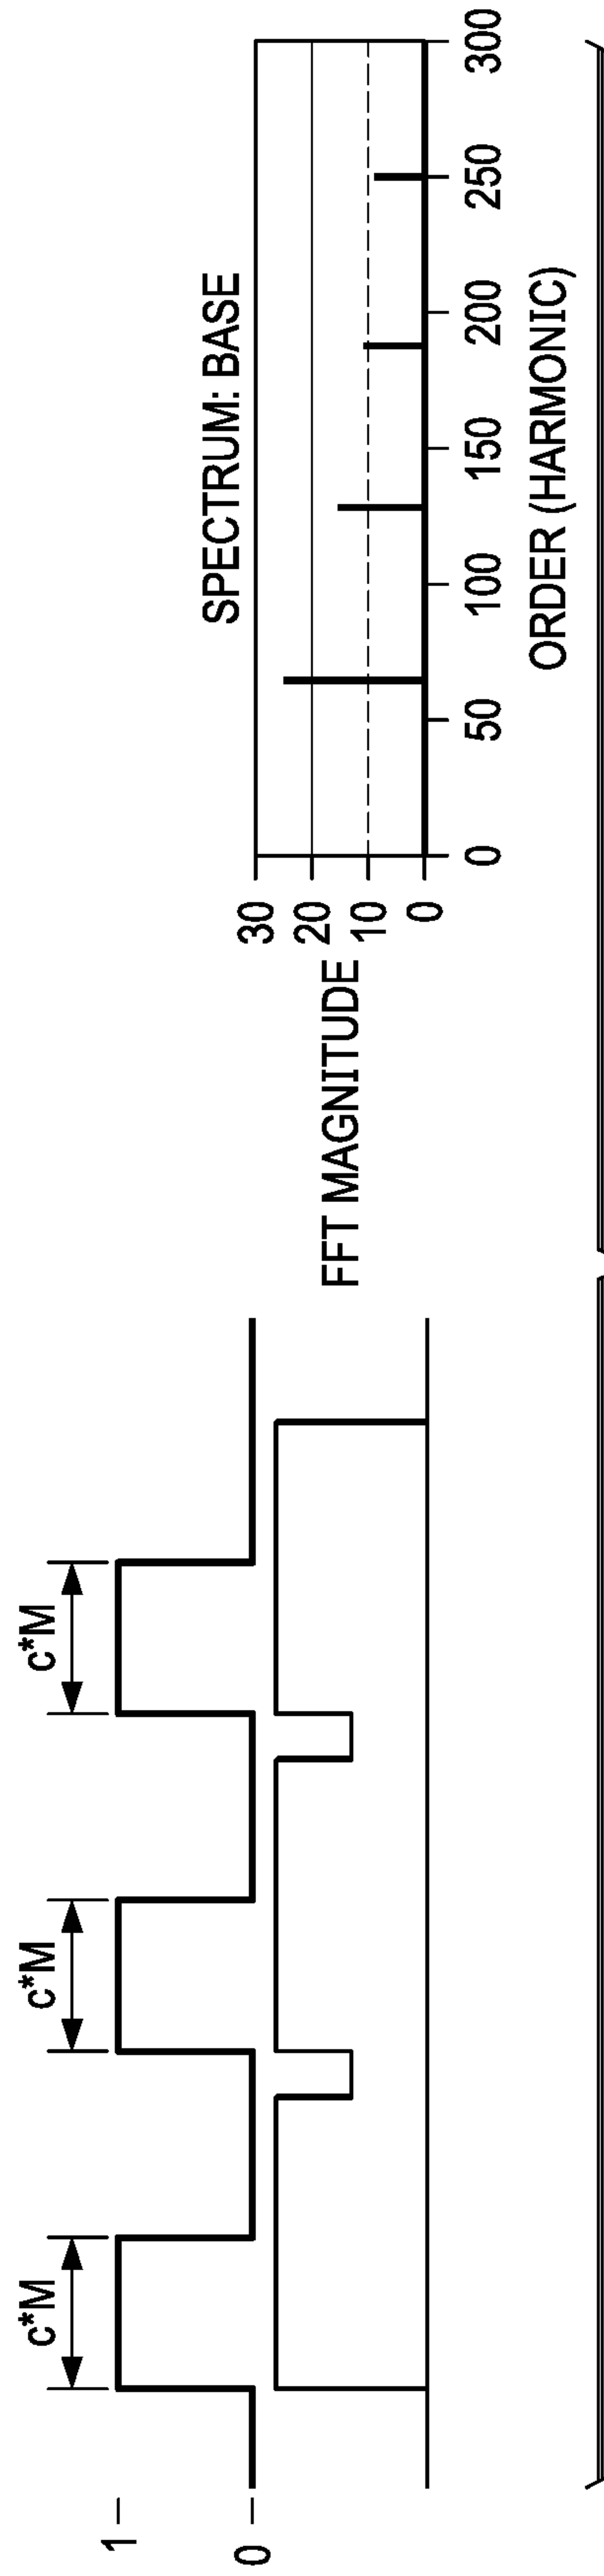 1
0
c*M
c*M
c*M
SPECTRUM: BASE
FFT MAGNITUDE
30
20
10
0
0
50
100
150
200
250
300
ORDER (HARMONIC)